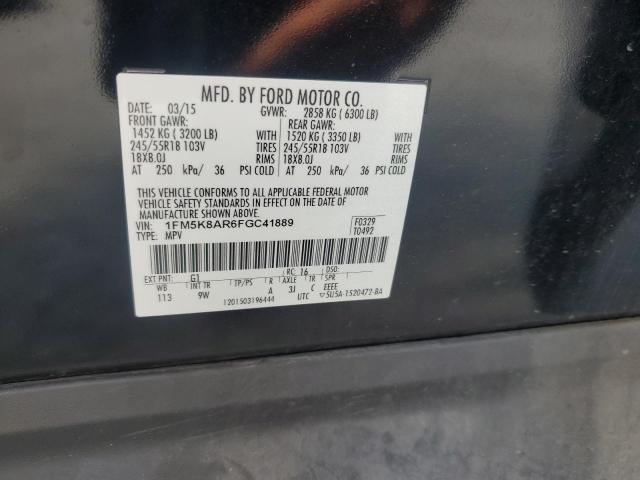 MFD. BY FORD MOTOR CO.
DATE: 03/15 GVWR: 2858 KG ( 6300 LB)
FRONT GAWR: REAR GAWR:
1452 KG ( 3200 LB) WITH 1520 KG ( 3350 LB) WITH
245/55R18 103V TIRES 245/55R18 103V TIRES
18X8.0J RIMS 18X8.0J RIMS
AT 250 kPa/ 36 PSI COLD AT 250 kPa/ 36 PSI COLD
THIS VEHICLE CONFORMS TO ALL APPLICABLE FEDERAL MOTOR
VEHICLE SAFETY STANDARDS IN EFFECT ON THE DATE OF
MANUFACTURE SHOWN ABOVE.
VIN: 1FM5K8AR6FGC41889 F0329
TYPE: MPV T0492
EXT PNT: G1 RC: 16 DSO:
WB INT TR TP/PS R AXLE TR SPR
113 9W A 3J C EEEE
1201503196444 UTC ▽5U5A-1520472-BA